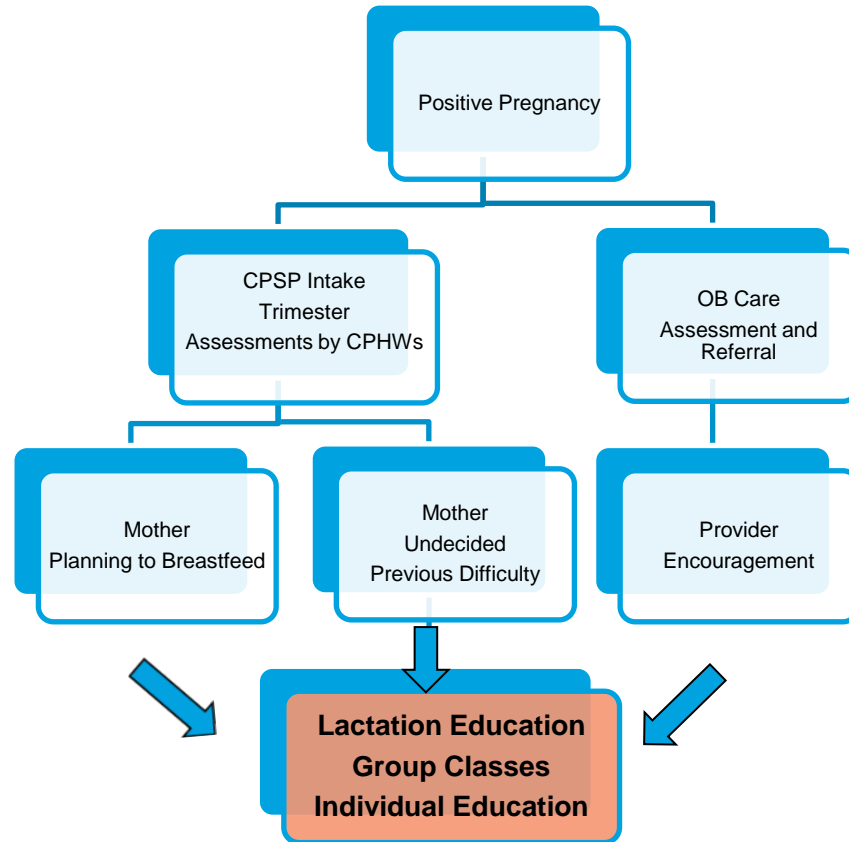 Positive Pregnancy
CPSP Intake
Trimester
Assessments by CPHWs
OB Care
Assessment and
Referral
Mother
Planning to Breastfeed
Mother
Undecided
Previous Difficulty
Provider
Encouragement
Lactation Education
Group Classes
Individual Education